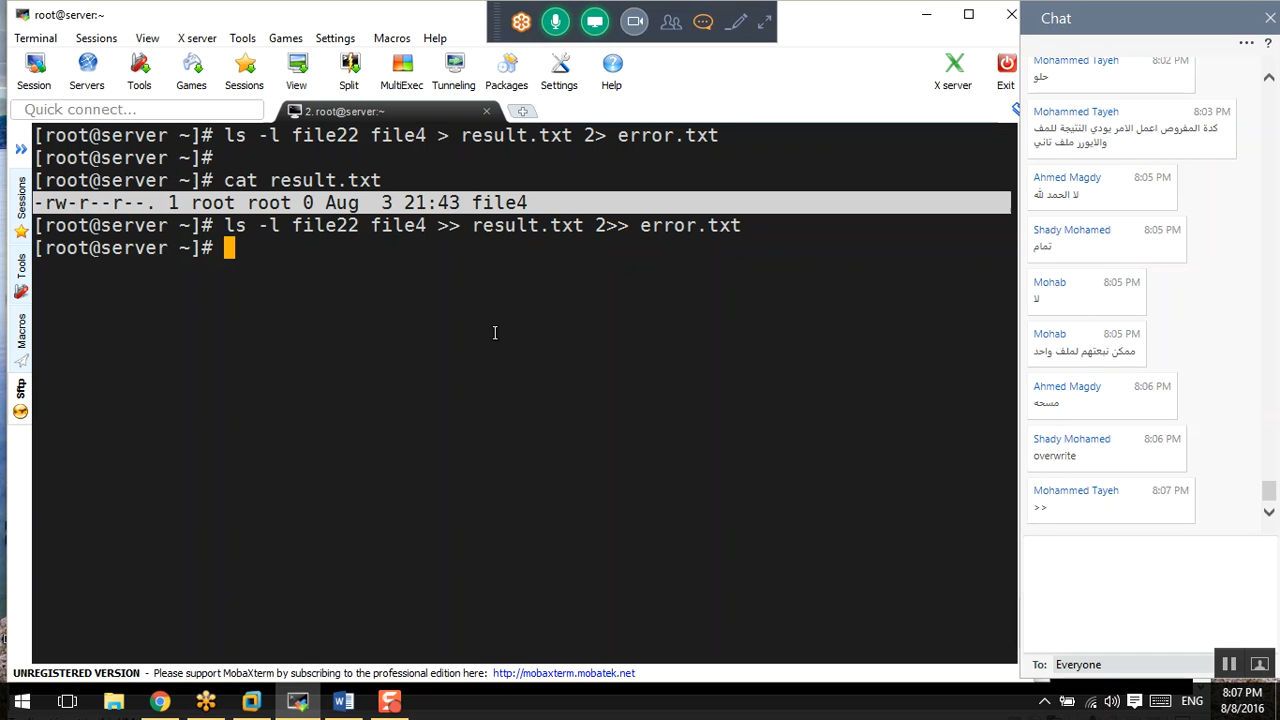 root@server:~
Terminal Sessions View X server Tools Games Settings Macros Help
Session Servers Tools Games Sessions View Split MultiExec Tunneling Packages Settings Help X server Exit
Quick connect...
2. root@server:~
[root@server ~]# ls -l file22 file4 > result.txt 2> error.txt
[root@server ~]#
[root@server ~]# cat result.txt
-rw-r--r--. 1 root root 0 Aug  3 21:43 file4
[root@server ~]# ls -l file22 file4 >> result.txt 2>> error.txt
[root@server ~]#
Sessions
Tools
Macros
Sftp
UNREGISTERED VERSION - Please support MobaXterm by subscribing to the professional edition here: http://mobaxterm.mobatek.net
Chat
Mohammed Tayeh 8:02 PM
حلو
Mohammed Tayeh 8:03 PM
كدة المفروص اعمل الامر يودي النتيجة للمف
والايورر ملف تاني
Ahmed Magdy 8:05 PM
لا الحمد لله
Shady Mohamed 8:05 PM
تمام
Mohab 8:05 PM
لا
Mohab 8:05 PM
ممكن نبعتهم لملف واحد
Ahmed Magdy 8:06 PM
مسحه
Shady Mohamed 8:06 PM
overwrite
Mohammed Tayeh 8:07 PM
>>
To: Everyone
ENG
8:07 PM
8/8/2016